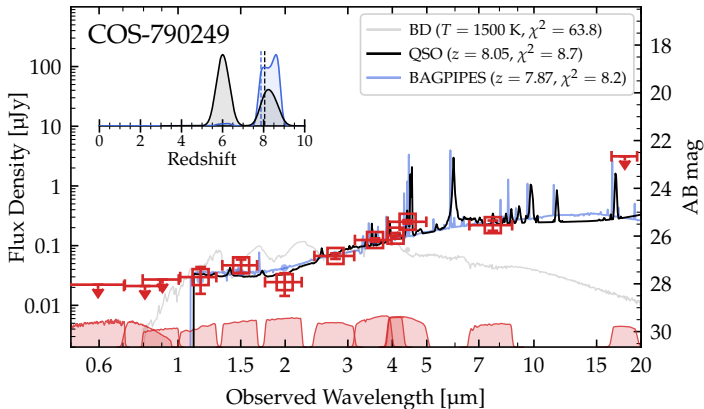 COS-790249
BD (T = 1500 K, χ² = 63.8)
QSO (z = 8.05, χ² = 8.7)
BAGPIPES (z = 7.87, χ² = 8.2)
0 2 4 6 8 10
Redshift
100
10
1
0.1
0.01
Flux Density [µJy]
18
20
22
24
26
28
30
AB mag
0.6 1 1.5 2 3 4 5 10 15 20
Observed Wavelength [µm]